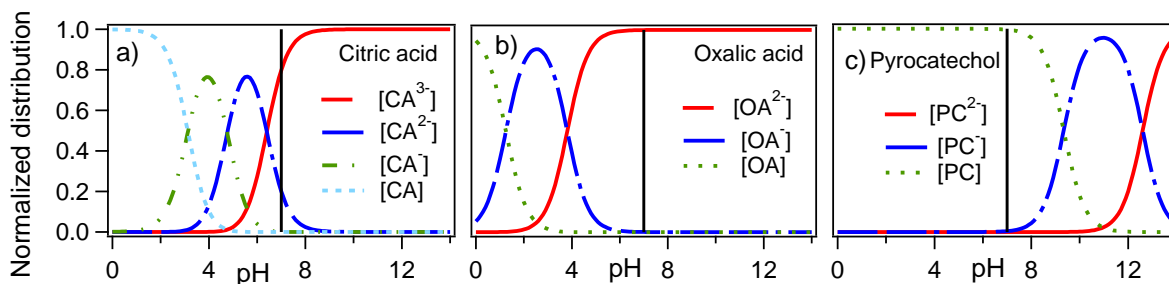 Normalized distribution
1.0
0.8
0.6
0.4
0.2
0.0
a)
Citric acid
[CA³⁻]
[CA²⁻]
[CA⁻]
[CA]
0 4 8 12
pH
b)
Oxalic acid
[OA²⁻]
[OA⁻]
[OA]
0 4 8 12
pH
c) Pyrocatechol
[PC²⁻]
[PC⁻]
[PC]
0 4 8 12
pH